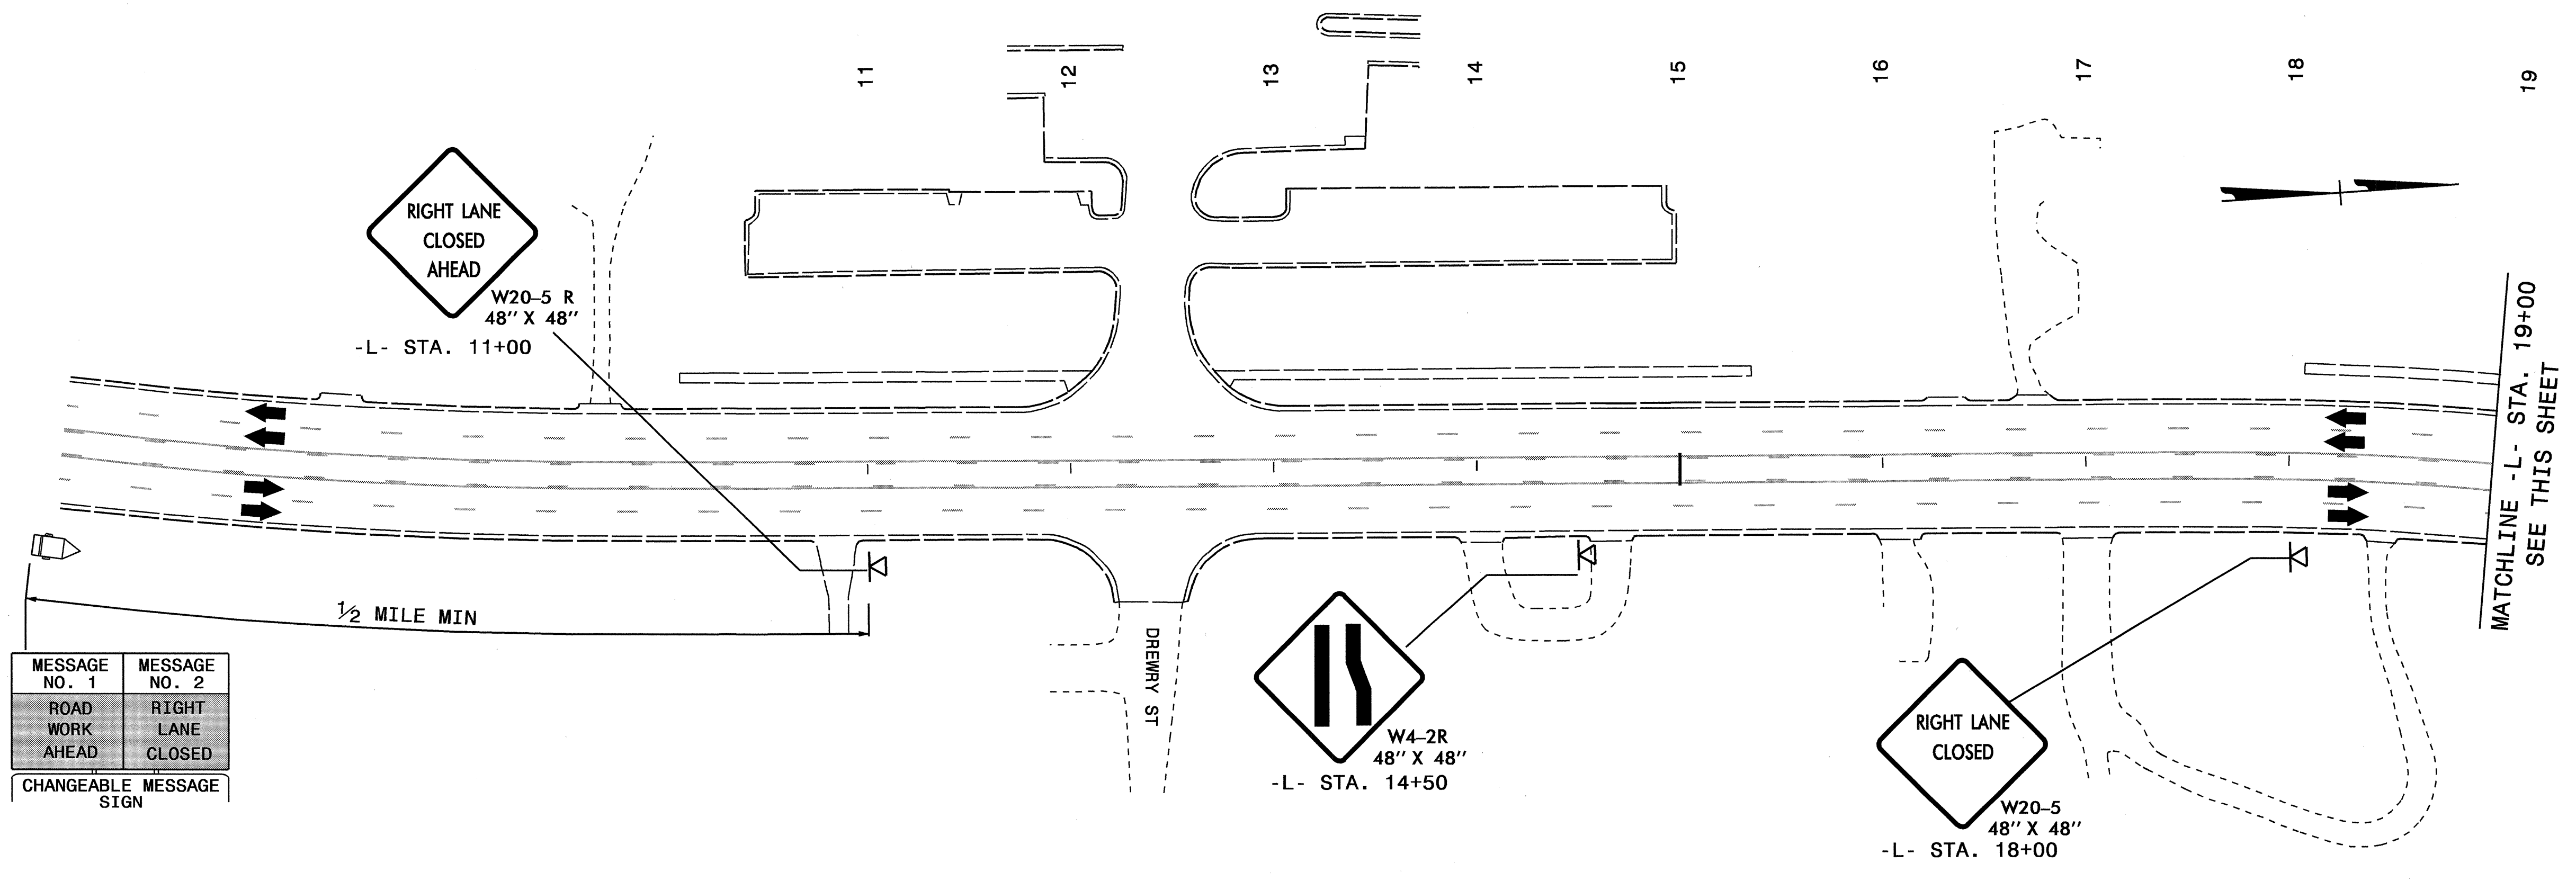 11
12
13
14
15
16
17
18
19
RIGHT LANE
CLOSED
AHEAD
W20–5 R
48" X 48"
-L- STA. 11+00
MATCHLINE -L- STA. 19+00
SEE THIS SHEET
½ MILE MIN
MESSAGE NO. 1
MESSAGE NO. 2
ROAD
WORK
AHEAD
RIGHT
LANE
CLOSED
CHANGEABLE MESSAGE
SIGN
DREWRY ST
W4–2R
48" X 48"
-L- STA. 14+50
RIGHT LANE
CLOSED
W20–5
48" X 48"
-L- STA. 18+00